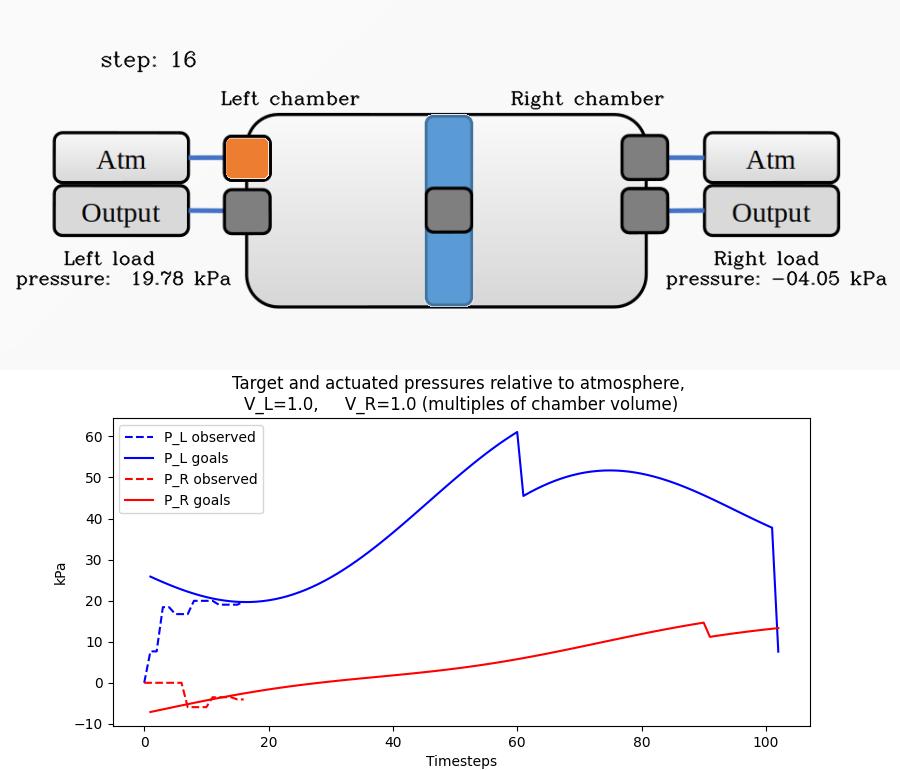 step: 16
Left chamber
Right chamber
Atm
Atm
Output
Output
Left load
pressure: 19.78 kPa
Right load
pressure: −04.05 kPa
Target and actuated pressures relative to atmosphere,
V_L=1.0, V_R=1.0 (multiples of chamber volume)
P_L observed
P_L goals
P_R observed
P_R goals
60
50
40
30
20
10
0
−10
kPa
0 20 40 60 80 100
Timesteps